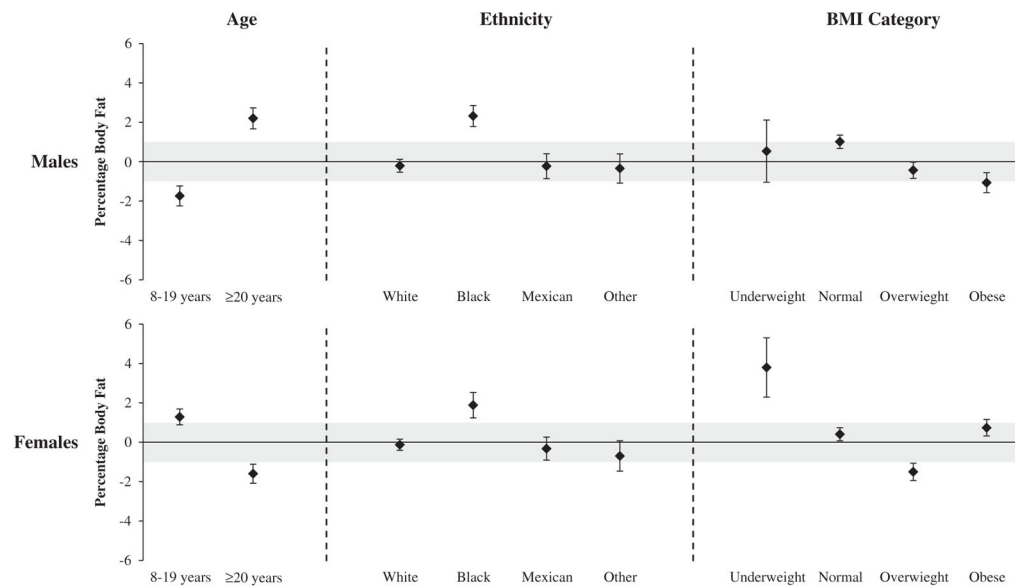 Age Ethnicity BMI Category
Males
Percentage Body Fat
6
4
2
0
-2
-4
-6
8-19 years ≥20 years White Black Mexican Other Underweight Normal Overwieght Obese
Females
Percentage Body Fat
6
4
2
0
-2
-4
-6
8-19 years ≥20 years White Black Mexican Other Underweight Normal Overwieght Obese